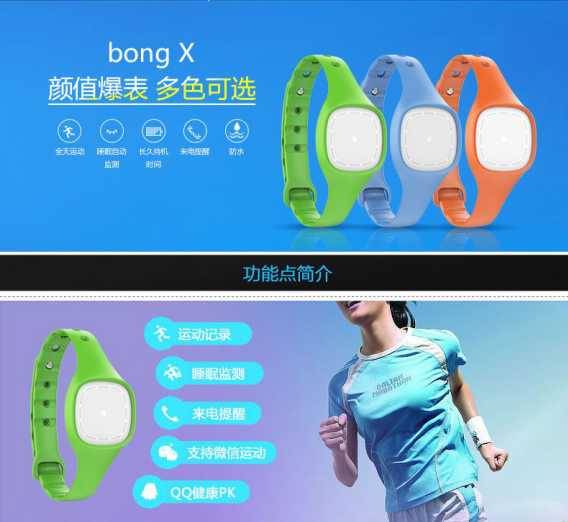 bong X
颜值爆表 多色可选
全天运动 睡眠自动 长久待机 来电提醒 防水
监测 时间
功能点简介
运动记录
睡眠监测
来电提醒
支持微信运动
QQ健康PK
DALIAN
MARATHON